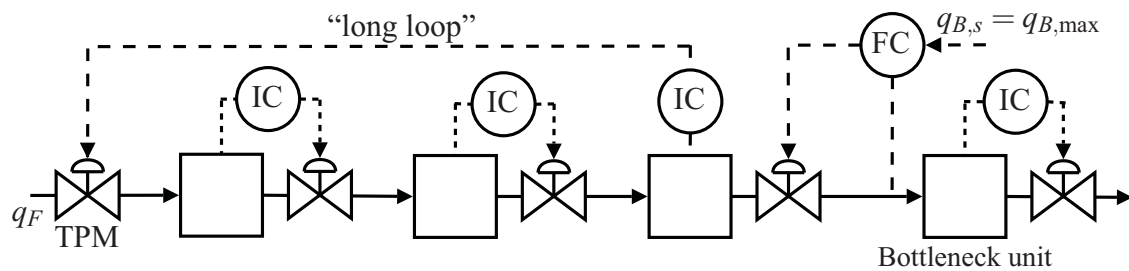 “long loop”
q_{B,s} = q_{B,max}
FC
IC
IC
IC
IC
q_F
TPM
Bottleneck unit